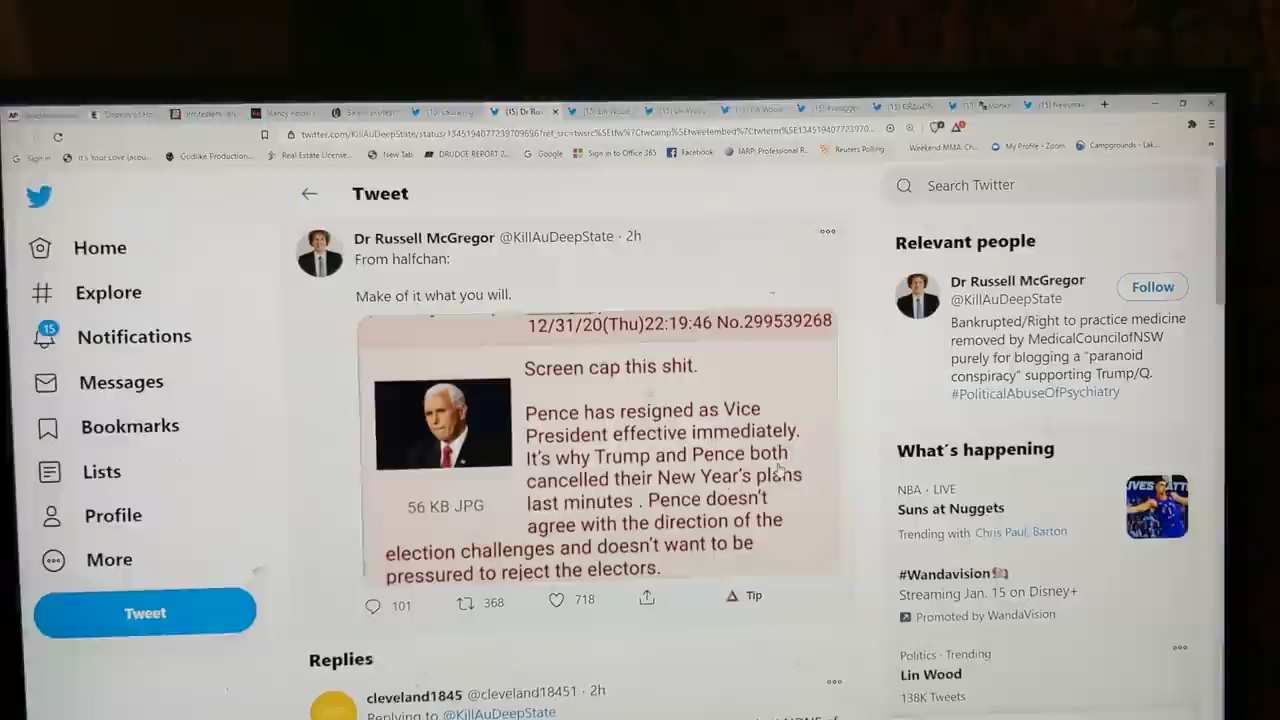 twitter.com/KillAuDeepState/status/
Sign in
It's Your Love (acou...
Godlike Production...
Real Estate License...
New Tab
DRUDGE REPORT 2...
Google
Sign in to Office 365
Facebook
IARP: Professional R...
Reuters Polling
Weekend MMA: Ch...
My Profile - Zoom
Campgrounds - Lak...
Home
Explore
15
Notifications
Messages
Bookmarks
Lists
Profile
More
Tweet
Tweet
Dr Russell McGregor @KillAuDeepState · 2h
From halfchan:
Make of it what you will.
12/31/20(Thu)22:19:46 No.299539268
Screen cap this shit.
Pence has resigned as Vice
President effective immediately.
It's why Trump and Pence both
cancelled their New Year's plans
last minutes . Pence doesn't
agree with the direction of the
election challenges and doesn't want to be
pressured to reject the electors.
56 KB JPG
101
368
718
Tip
Replies
cleveland1845 @cleveland18451 · 2h
Replying to @KillAuDeepState
Search Twitter
Relevant people
Dr Russell McGregor
@KillAuDeepState
Follow
Bankrupted/Right to practice medicine
removed by MedicalCouncilofNSW
purely for blogging a "paranoid
conspiracy" supporting Trump/Q.
#PoliticalAbuseOfPsychiatry
What's happening
NBA · LIVE
Suns at Nuggets
Trending with Chris Paul, Barton
#Wandavision
Streaming Jan. 15 on Disney+
Promoted by WandaVision
Politics · Trending
Lin Wood
138K Tweets